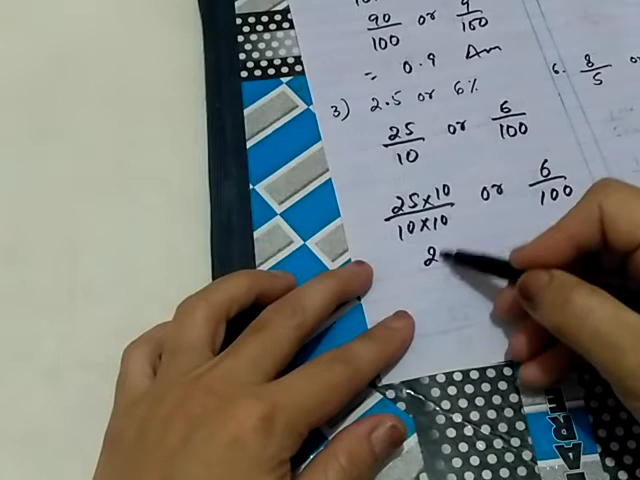 90/100 or 9/100
= 0.9 Am
3) 2.5 or 6%
25/10 or 6/100
25×10/10×10 or 6/100
2
6. 8/5